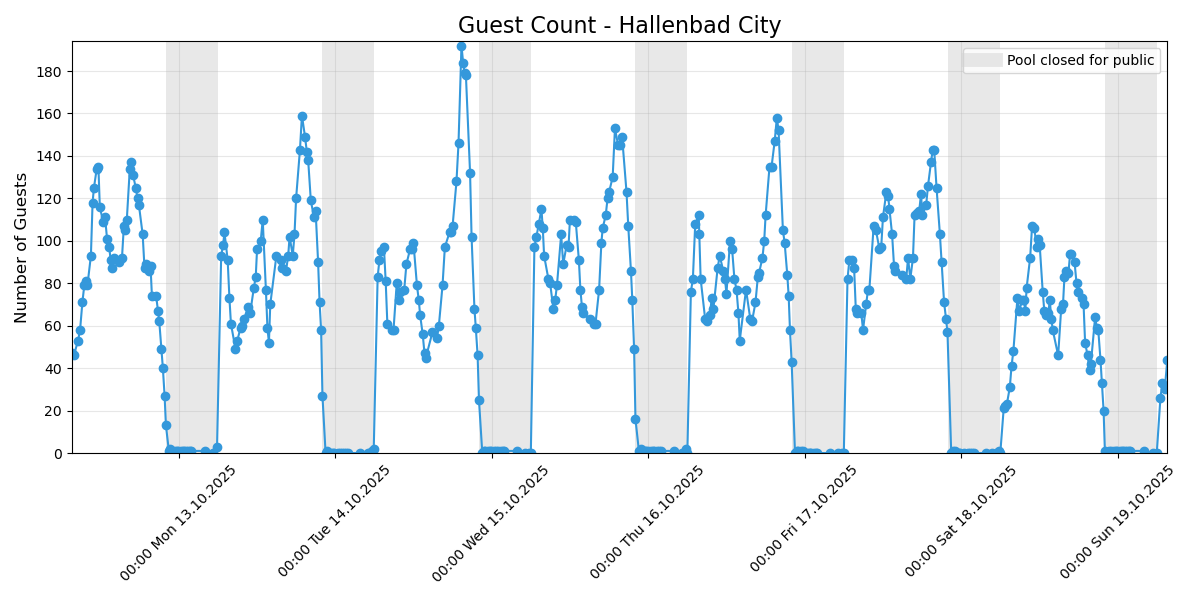 Guest Count - Hallenbad City
Pool closed for public
Number of Guests
180
160
140
120
100
80
60
40
20
0
00:00 Mon 13.10.2025
00:00 Tue 14.10.2025
00:00 Wed 15.10.2025
00:00 Thu 16.10.2025
00:00 Fri 17.10.2025
00:00 Sat 18.10.2025
00:00 Sun 19.10.2025